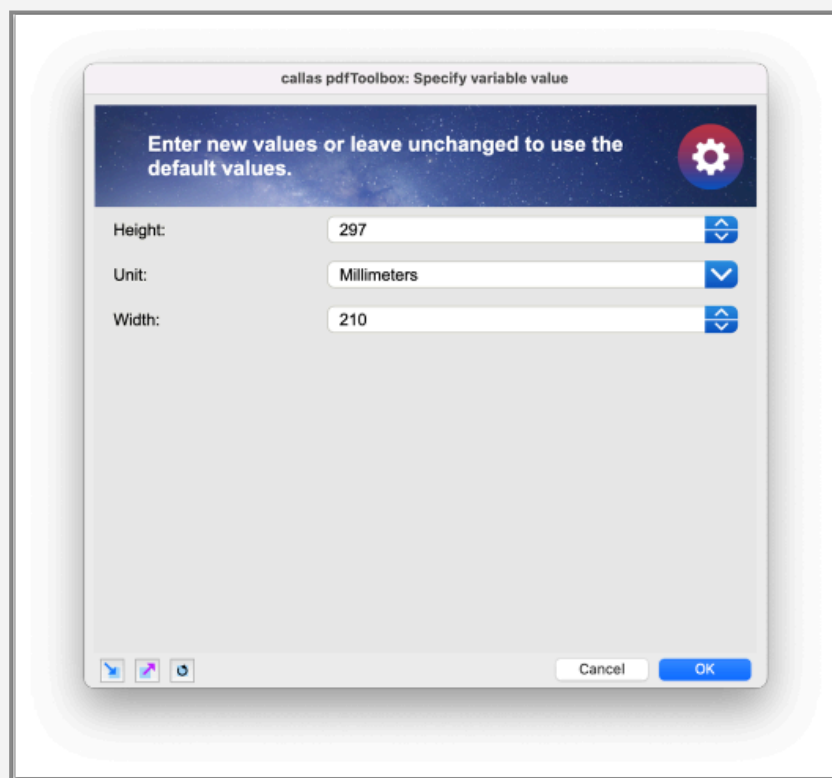 callas pdfToolbox: Specify variable value
Enter new values or leave unchanged to use the
default values.
Height:
297
Unit:
Millimeters
Width:
210
Cancel
OK